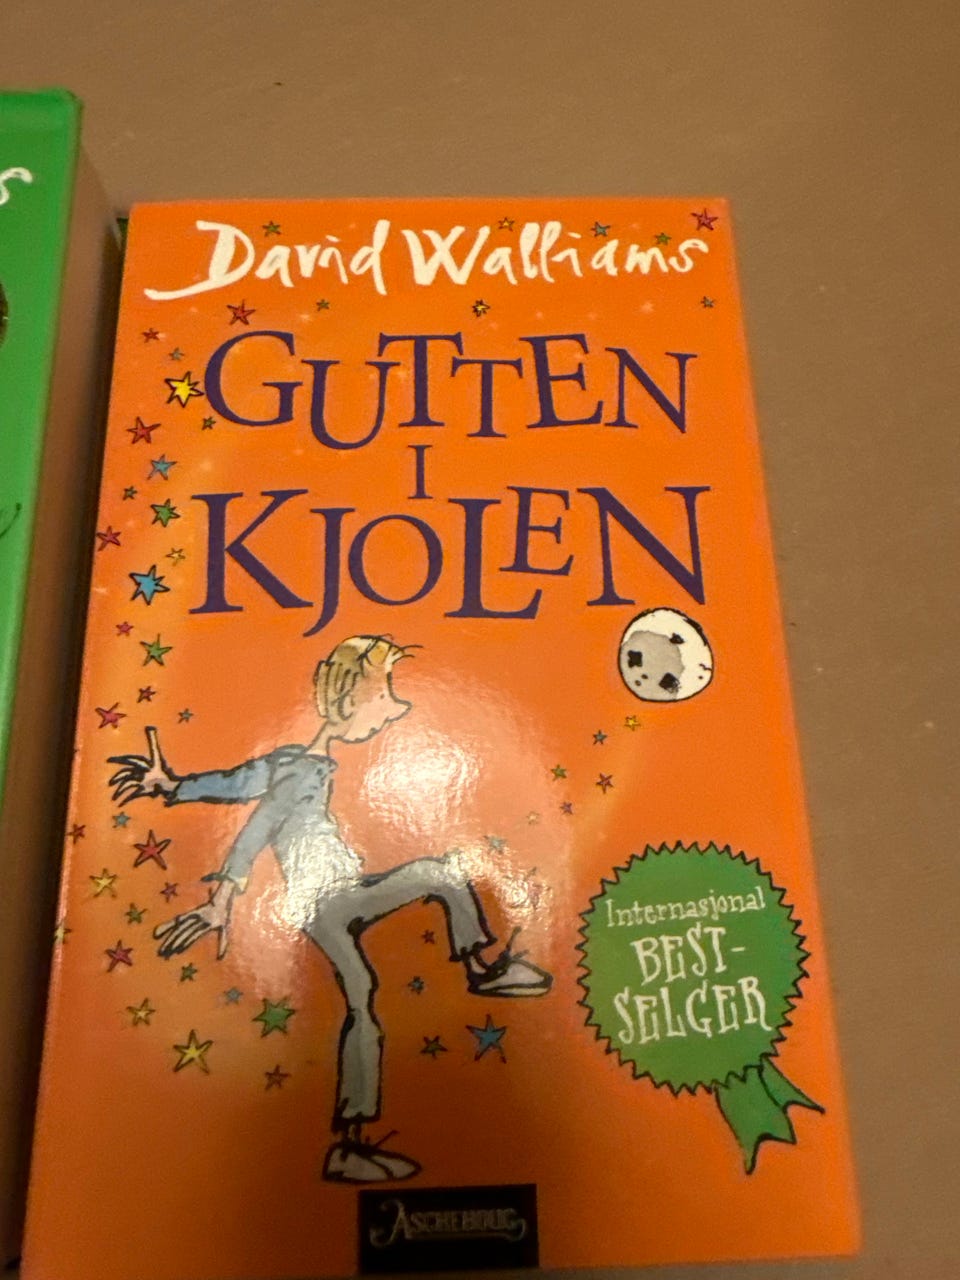 s
David Walliams
GUTTEN
I
KJOLEN
Internasjonal
BEST-
SELGER
ASCHEHOUG